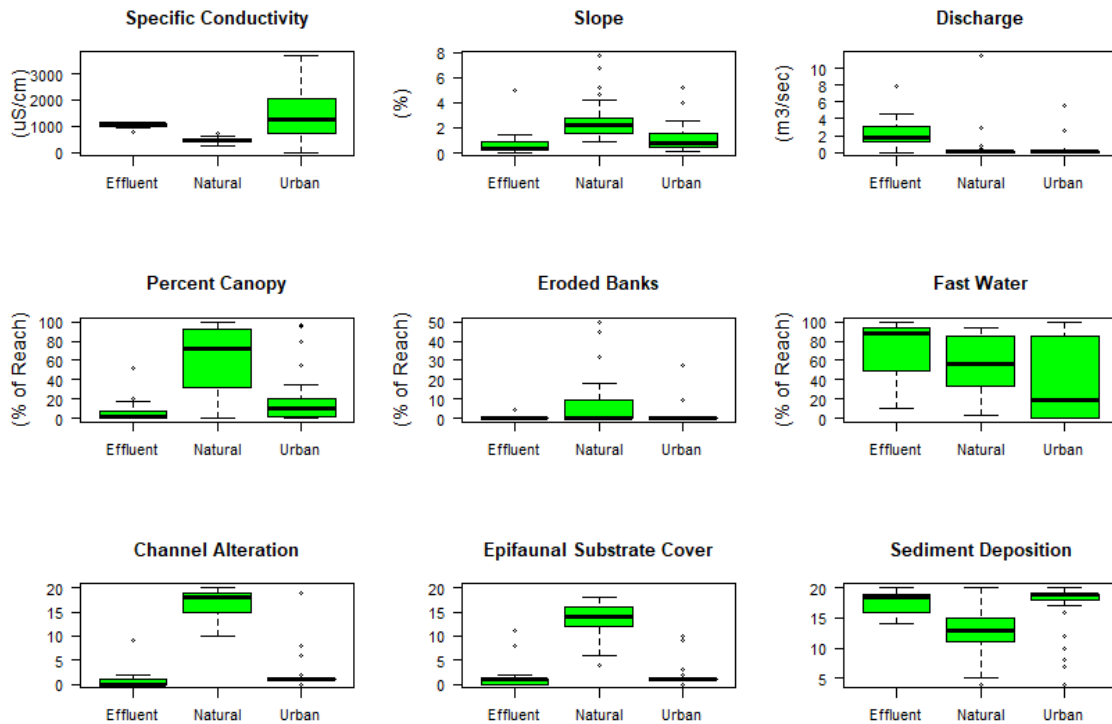 Specific Conductivity
(uS/cm)
3000
2000
1000
0
Effluent Natural Urban
Slope
(%)
8
6
4
2
0
Effluent Natural Urban
Discharge
(m3/sec)
10
8
6
4
2
0
Effluent Natural Urban
Percent Canopy
(% of Reach)
100
80
60
40
20
0
Effluent Natural Urban
Eroded Banks
(% of Reach)
50
40
30
20
10
0
Effluent Natural Urban
Fast Water
(% of Reach)
100
80
60
40
20
0
Effluent Natural Urban
Channel Alteration
20
15
10
5
0
Effluent Natural Urban
Epifaunal Substrate Cover
20
15
10
5
0
Effluent Natural Urban
Sediment Deposition
20
15
10
5
Effluent Natural Urban